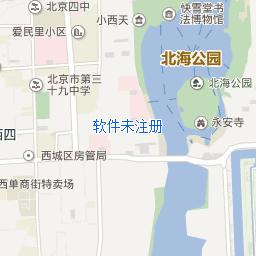 北京四中
小西天
快雪堂书
法博物馆
爱民里小区
北海公园
北京市第三
十九中学
北海公园
软件未注册
永安寺
西四
西城区房管局
西单商街特卖场